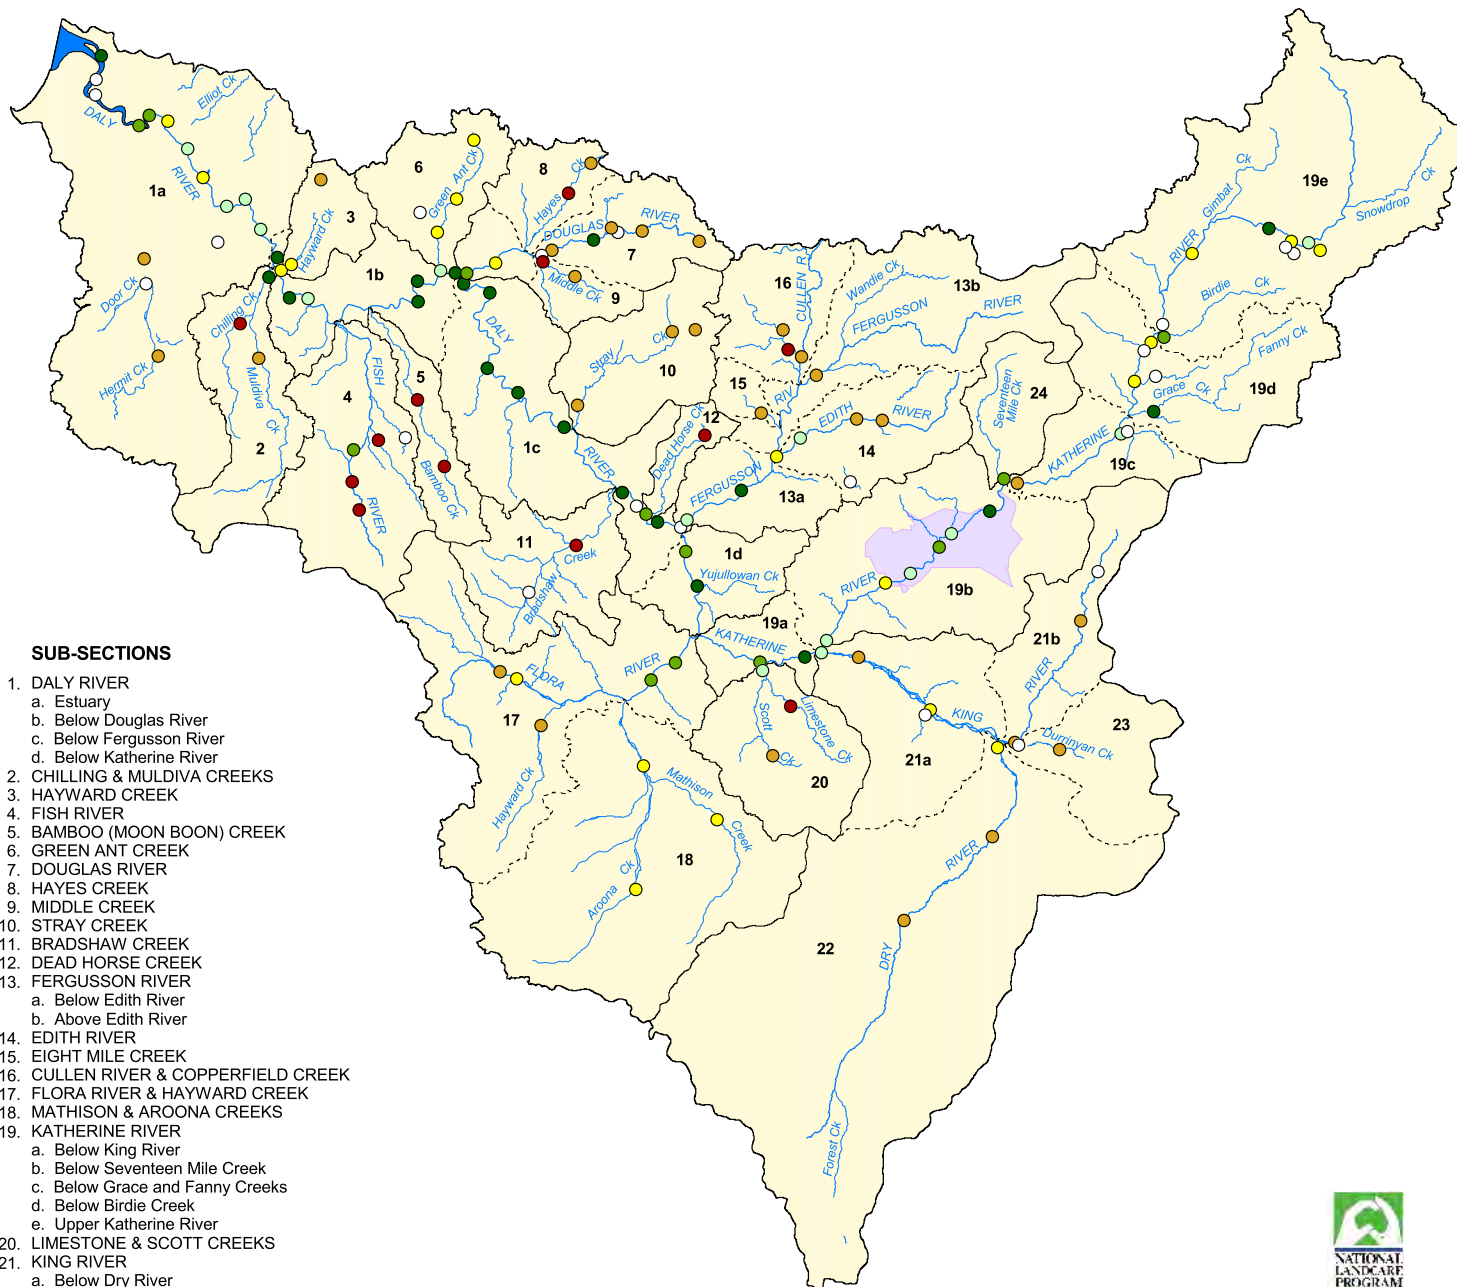 Elliot Ck
DALY
RIVER
1a
Door Ck
Hermit Ck
Chilling Ck
Muldiva
Ck
2
3
Hayward Ck
1b
6
Green Ant Ck
8
Hayes
Ck
DOUGLAS
RIVER
7
Middle Ck
9
DALY
RIVER
1c
Stray
Ck
10
FISH
RIVER
4
5
Bamboo Ck
16
CULLEN R
Wandie Ck
13b
FERGUSSON
RIVER
15
RIV
12
Dead Horse Ck
EDITH
RIVER
14
FERGUSSON
13a
Seventeen
Mile Ck
24
19e
Gimbat
Ck
RIVER
Snowdrop
Ck
Birdie
Ck
Fanny Ck
Grace
Ck
19d
KATHERINE
19c
11
Bradshaw
Creek
1d
Yujullowan Ck
19a
KATHERINE
RIVER
19b
RIVER
21b
RIVER
FLORA
17
Hayward Ck
RIVER
Scott
Ck
Limestone
Ck
20
KING
21a
Durrinyan Ck
23
Mathison
Creek
18
Aroona
Ck
22
DRY
RIVER
Forest Ck
SUB-SECTIONS
1. DALY RIVER
a. Estuary
b. Below Douglas River
c. Below Fergusson River
d. Below Katherine River
2. CHILLING & MULDIVA CREEKS
3. HAYWARD CREEK
4. FISH RIVER
5. BAMBOO (MOON BOON) CREEK
6. GREEN ANT CREEK
7. DOUGLAS RIVER
8. HAYES CREEK
9. MIDDLE CREEK
10. STRAY CREEK
11. BRADSHAW CREEK
12. DEAD HORSE CREEK
13. FERGUSSON RIVER
a. Below Edith River
b. Above Edith River
14. EDITH RIVER
15. EIGHT MILE CREEK
16. CULLEN RIVER & COPPERFIELD CREEK
17. FLORA RIVER & HAYWARD CREEK
18. MATHISON & AROONA CREEKS
19. KATHERINE RIVER
a. Below King River
b. Below Seventeen Mile Creek
c. Below Grace and Fanny Creeks
d. Below Birdie Creek
e. Upper Katherine River
20. LIMESTONE & SCOTT CREEKS
21. KING RIVER
a. Below Dry River
NATIONAL
LANDCARE
PROGRAM